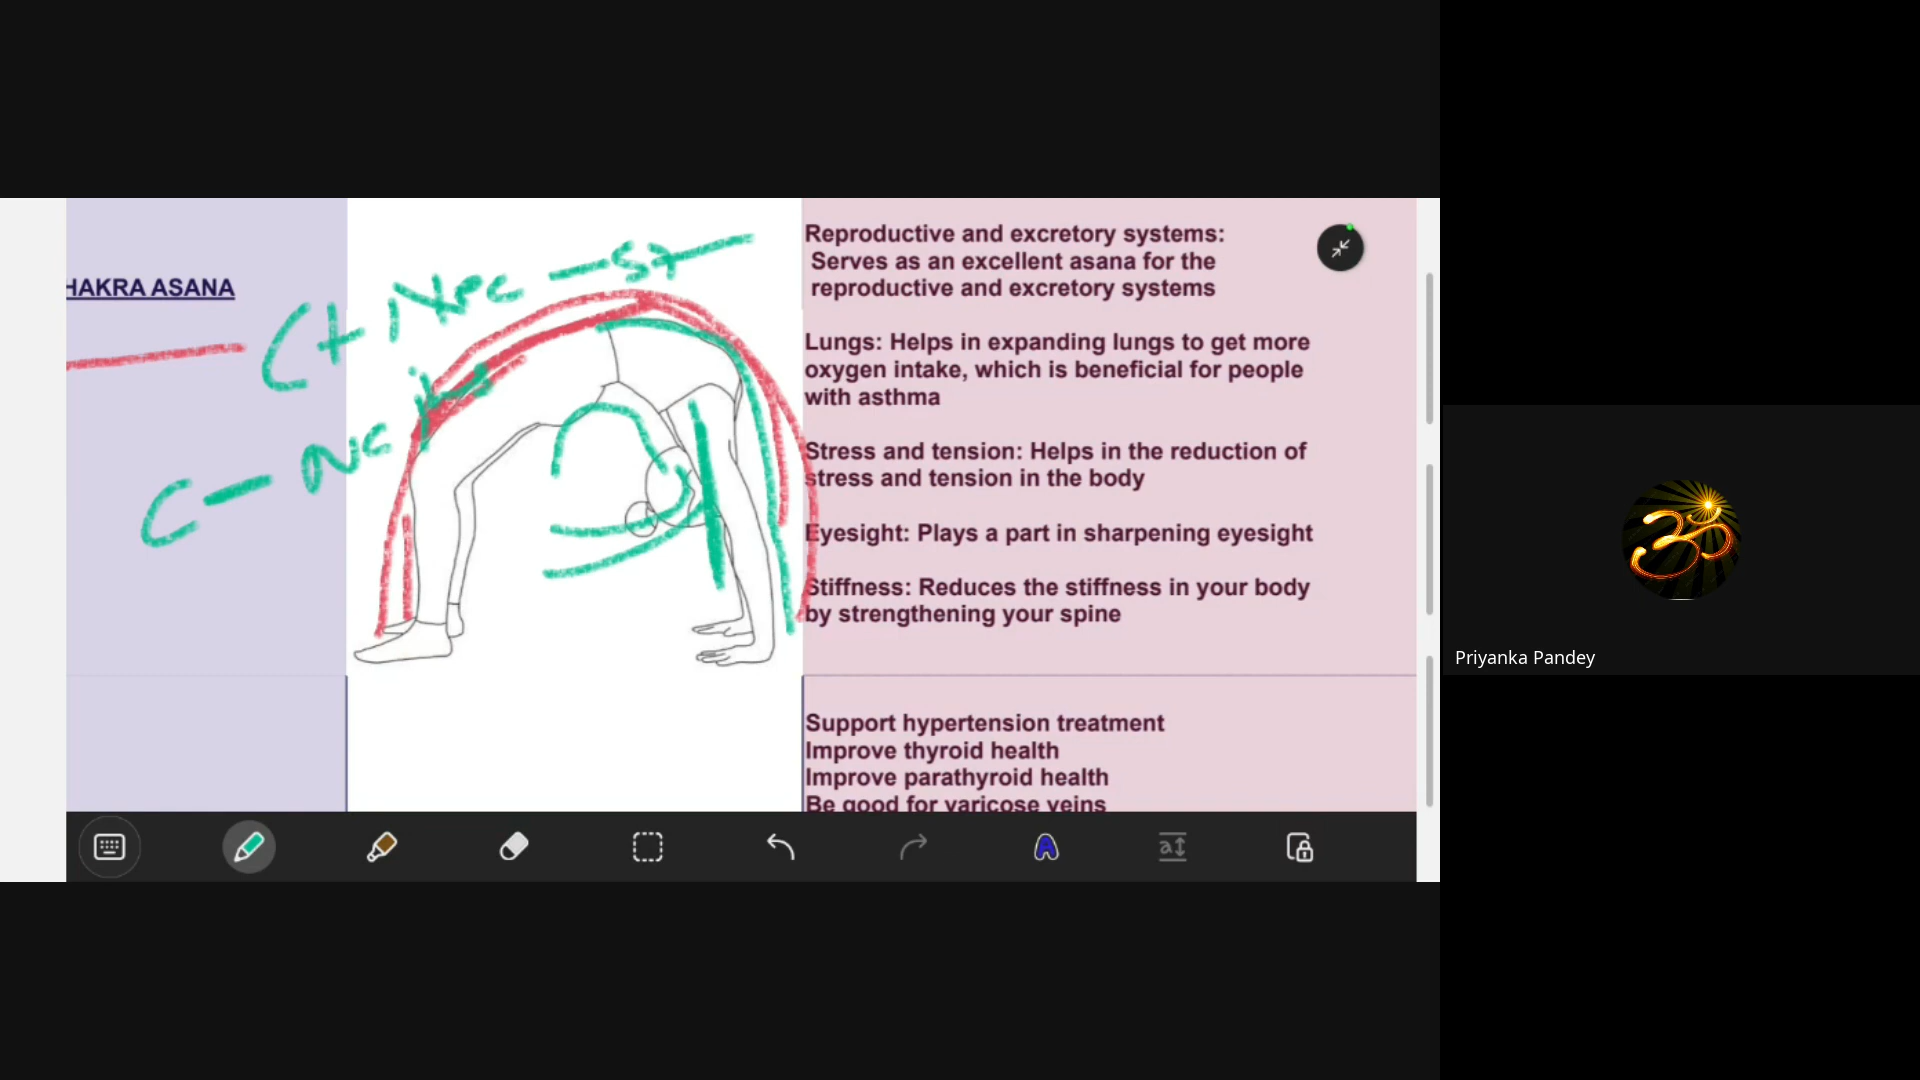 HAKRA ASANA
Reproductive and excretory systems:
Serves as an excellent asana for the
reproductive and excretory systems
Lungs: Helps in expanding lungs to get more
oxygen intake, which is beneficial for people
with asthma
Stress and tension: Helps in the reduction of
stress and tension in the body
Eyesight: Plays a part in sharpening eyesight
Stiffness: Reduces the stiffness in your body
by strengthening your spine
Support hypertension treatment
Improve thyroid health
Improve parathyroid health
Be good for varicose veins
Priyanka Pandey